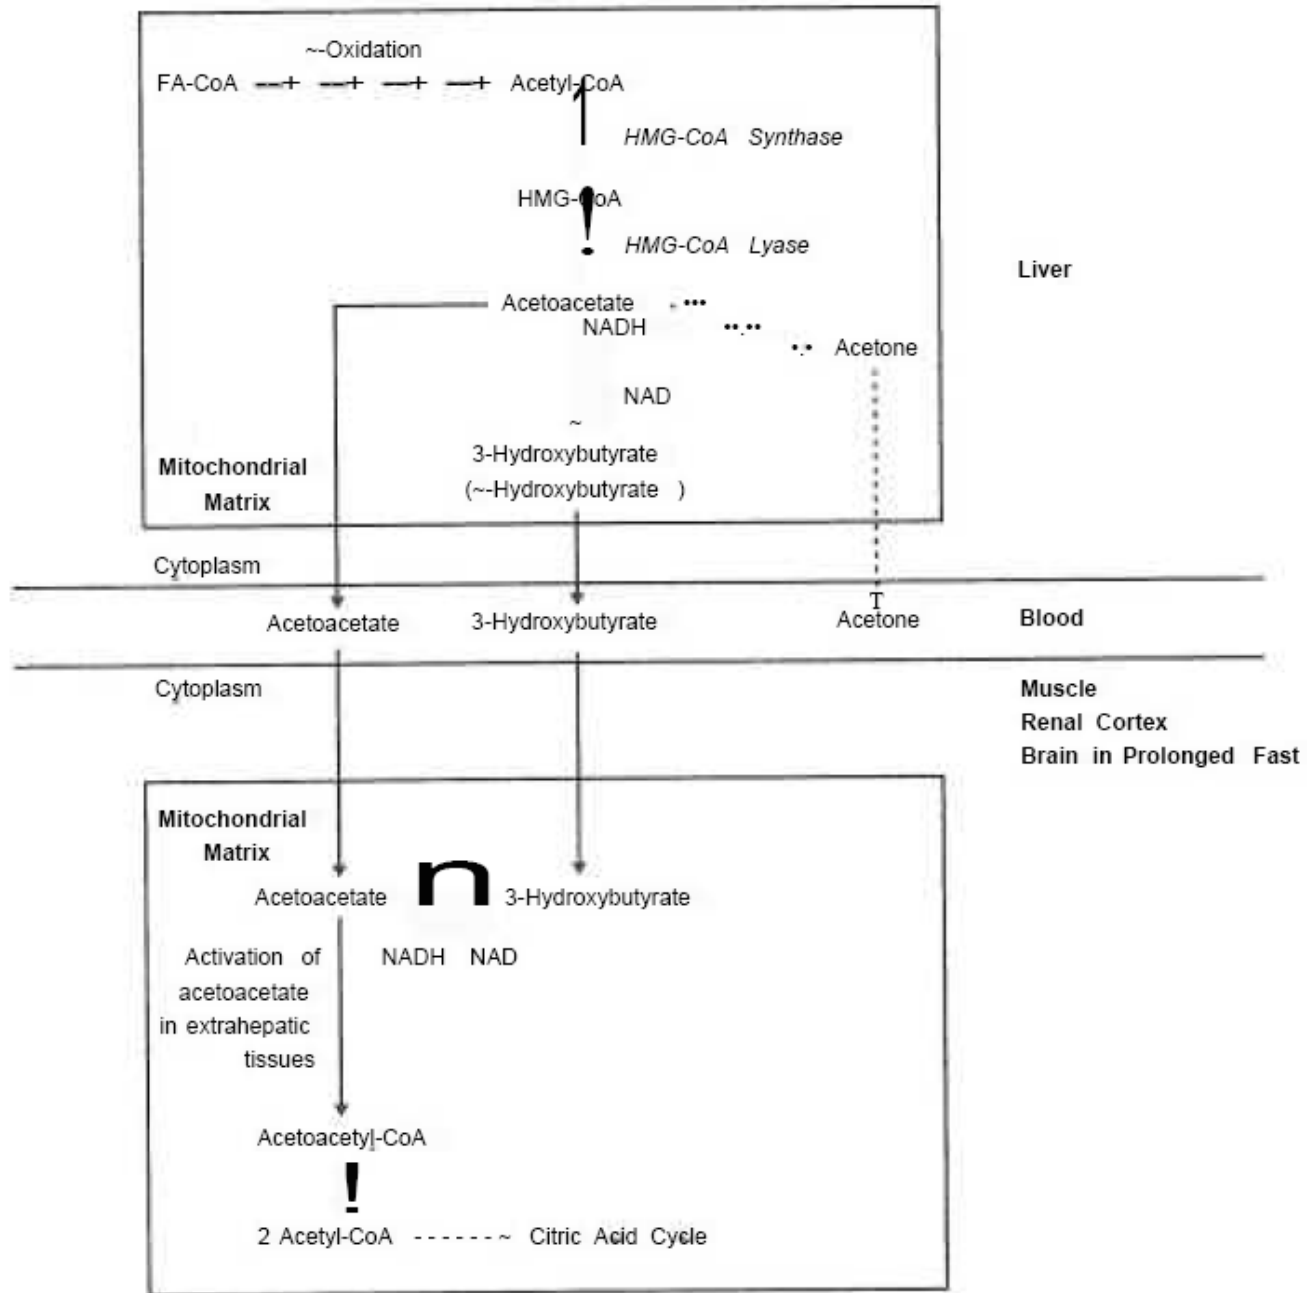 ~-Oxidation
FA-CoA —-+ —-+ —-+ —-+ Acetyl-CoA
HMG-CoA Synthase
HMG-CoA
!
HMG-CoA Lyase
Liver
Acetoacetate
NADH
Acetone
NAD
~
3-Hydroxybutyrate
(~-Hydroxybutyrate )
Mitochondrial
Matrix
Cytoplasm
T
Acetoacetate 3-Hydroxybutyrate Acetone Blood
Cytoplasm
Muscle
Renal Cortex
Brain in Prolonged Fast
Mitochondrial
Matrix
Acetoacetate n 3-Hydroxybutyrate
Activation of
acetoacetate
in extrahepatic
tissues
NADH NAD
Acetoacetyl-CoA
!
2 Acetyl-CoA ------~ Citric Acid Cycle